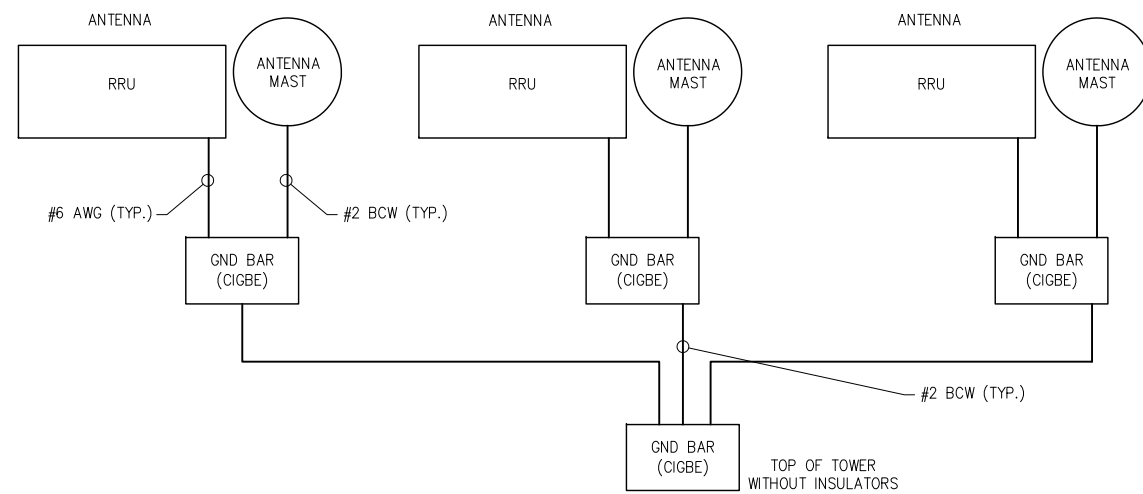 ANTENNA
ANTENNA
ANTENNA
RRU
ANTENNA
MAST
RRU
ANTENNA
MAST
RRU
ANTENNA
MAST
#6 AWG (TYP.)
#2 BCW (TYP.)
GND BAR
(CIGBE)
GND BAR
(CIGBE)
GND BAR
(CIGBE)
#2 BCW (TYP.)
GND BAR
(CIGBE)
TOP OF TOWER
WITHOUT INSULATORS